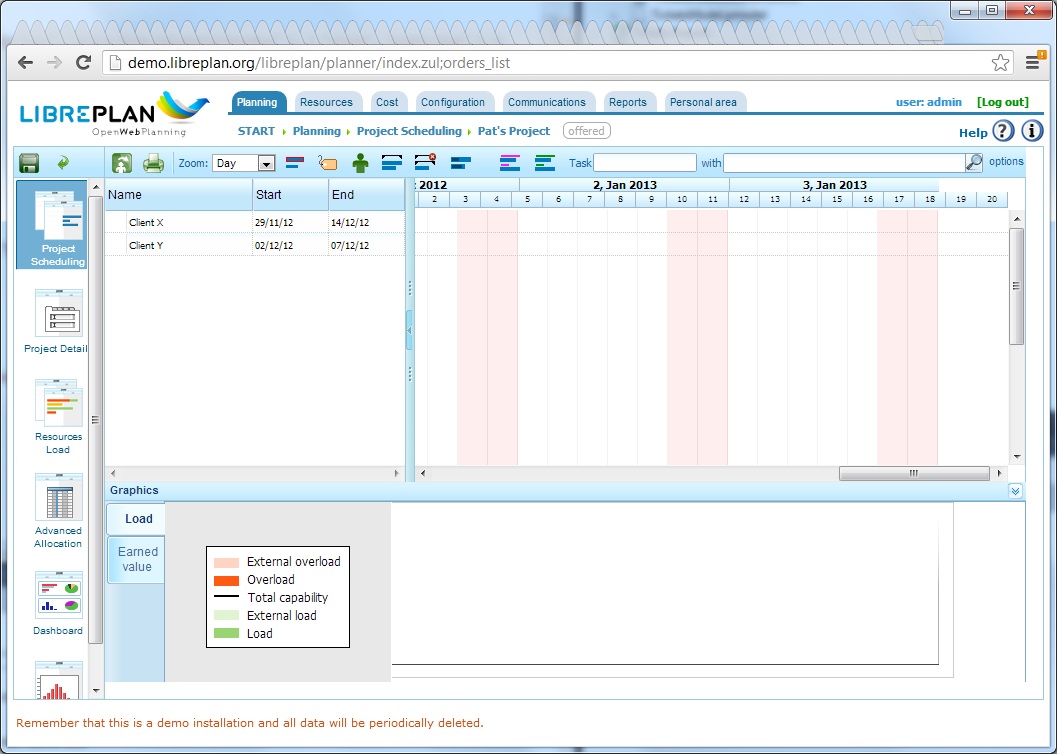 demo.libreplan.org/libreplan/planner/index.zul;orders_list
LIBREPLAN
OpenWebPlanning
Planning Resources Cost Configuration Communications Reports Personal area
user: admin [Log out]
START Planning Project Scheduling Pat's Project offered
Help ? i
Zoom: Day Task with options
Name Start End
: 2012 2, Jan 2013 3, Jan 2013
2 3 4 5 6 7 8 9 10 11 12 13 14 15 16 17 18 19 20
Client X 29/11/12 14/12/12
Client Y 02/12/12 07/12/12
Project
Scheduling
Project Detail
Resources
Load
Advanced
Allocation
Dashboard
Graphics
Load
Earned
value
External overload
Overload
Total capability
External load
Load
Remember that this is a demo installation and all data will be periodically deleted.